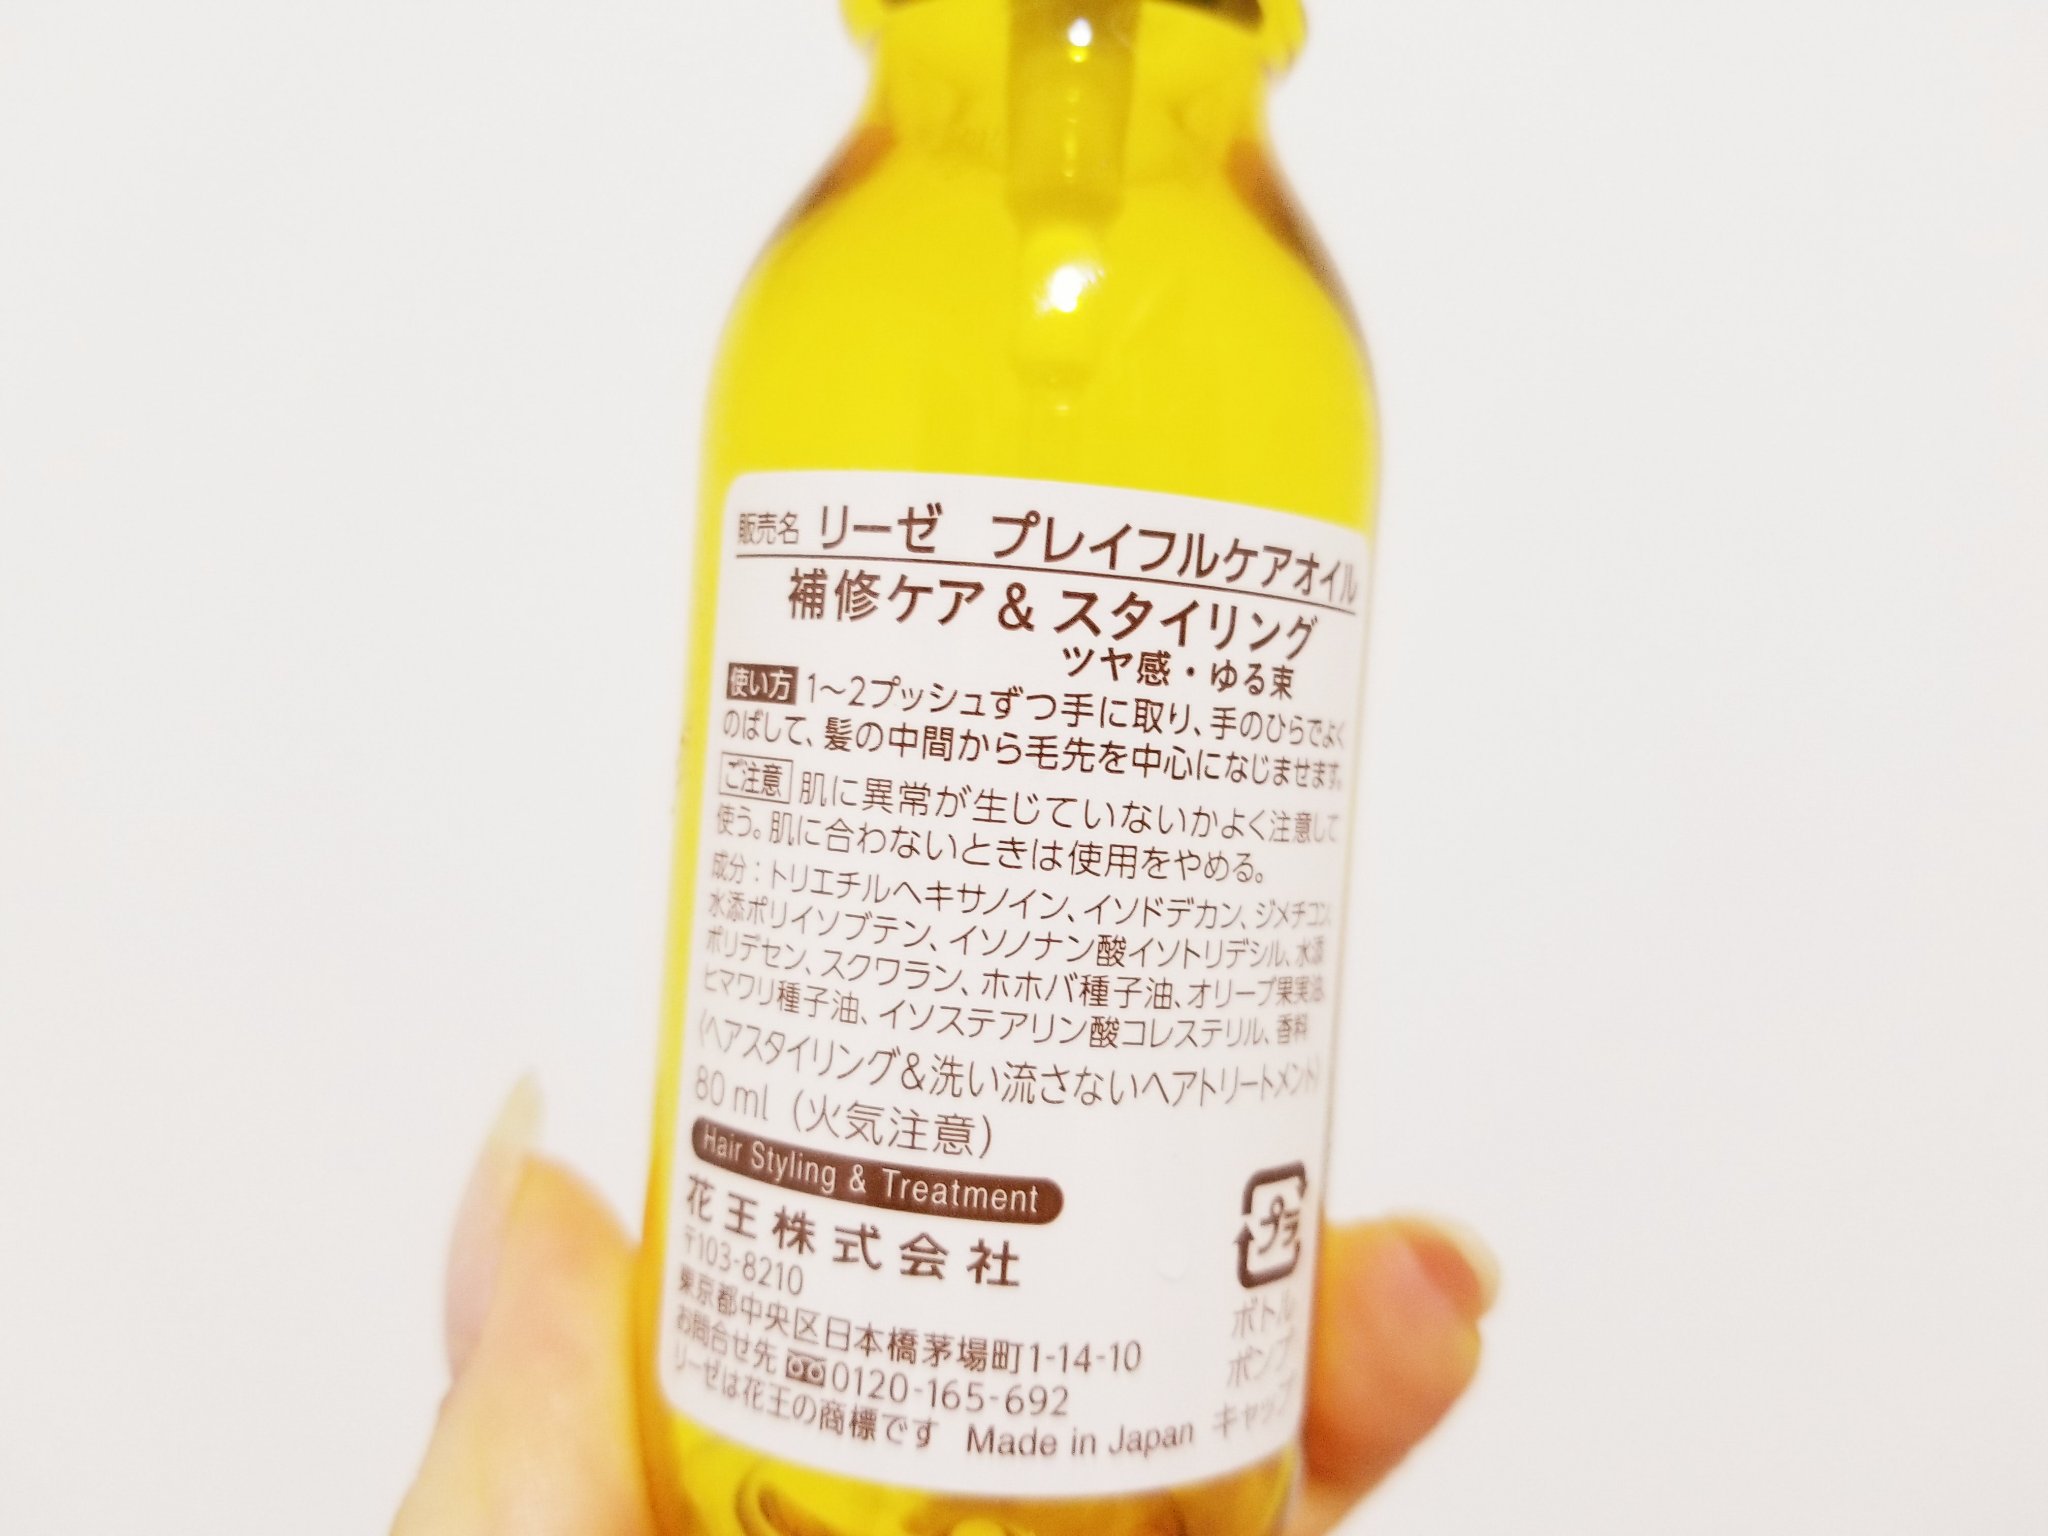 販売名 リーゼ プレイフルケアオイル
補修ケア & スタイリング
ツヤ感・ゆる束
使い方 1〜2プッシュずつ手に取り、手のひらでよく
のばして、髪の中間から毛先を中心になじませます。
ご注意 肌に異常が生じていないかよく注意して
使う。肌に合わないときは使用をやめる。
成分：トリエチルヘキサノイン、イソドデカン、ジメチコン、
水添ポリイソブテン、イソノナン酸イソトリデシル、水添
ポリデセン、スクワラン、ホホバ種子油、オリーブ果実油、
ヒマワリ種子油、イソステアリン酸コレステリル、香料
〈ヘアスタイリング&洗い流さないヘアトリートメント〉
80 ml (火気注意)
Hair Styling & Treatment
花王株式会社
〒103-8210
東京都中央区日本橋茅場町1-14-10
お問合せ先 0120-165-692
リーゼは花王の商標です Made in Japan
プラ
ボトル
ポンプ
キャップ